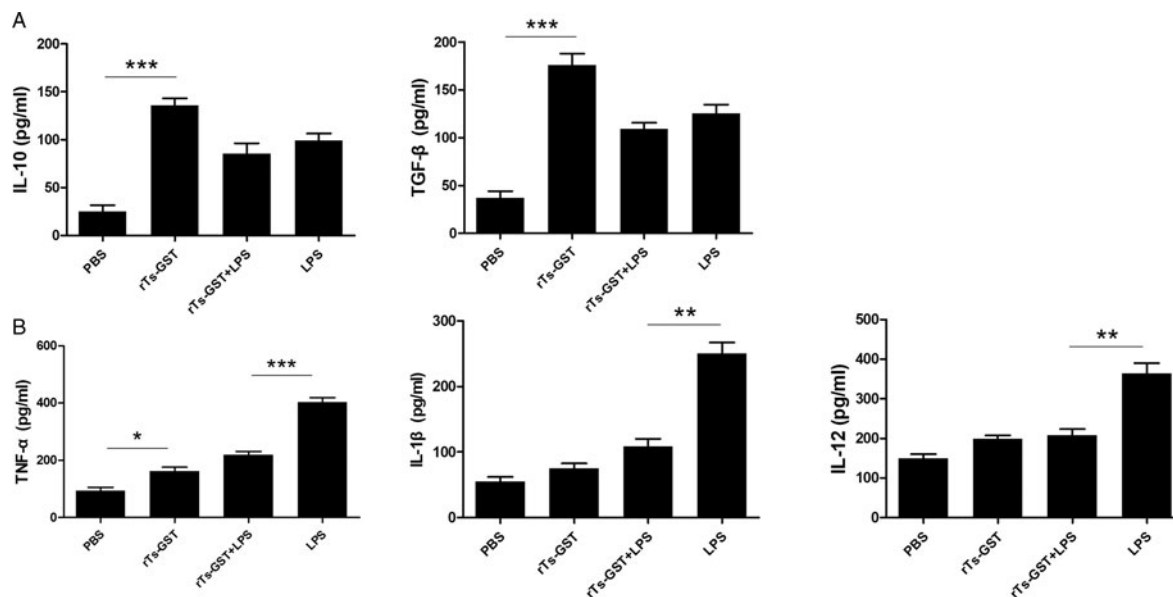 A
IL-10 (pg/ml)
200
150
100
50
0
***
PBS
rTs-GST
rTs-GST+LPS
LPS
TGF-β (pg/ml)
200
150
100
50
0
***
PBS
rTs-GST
rTs-GST+LPS
LPS
B
TNF-α (pg/ml)
600
400
200
0
*
***
PBS
rTs-GST
rTs-GST+LPS
LPS
IL-1β (pg/ml)
300
200
100
0
**
PBS
rTs-GST
rTs-GST+LPS
LPS
IL-12 (pg/ml)
500
400
300
200
100
0
**
PBS
rTs-GST
rTs-GST+LPS
LPS